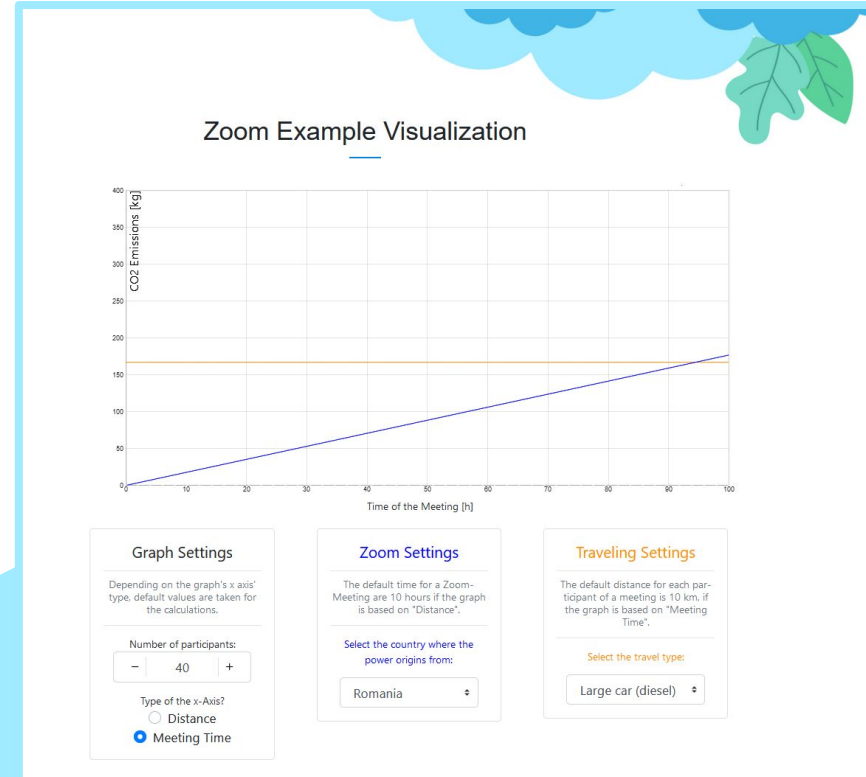 Zoom Example Visualization
CO2 Emissions [kg]
400
350
300
250
200
150
100
50
0
0 10 20 30 40 50 60 70 80 90 100
Time of the Meeting [h]
Graph Settings
Depending on the graph's x axis'
type, default values are taken for
the calculations.
Number of participants:
− 40 +
Type of the x-Axis?
Distance
Meeting Time
Zoom Settings
The default time for a Zoom-
Meeting are 10 hours if the graph
is based on "Distance".
Select the country where the
power origins from:
Romania
Traveling Settings
The default distance for each par-
ticipant of a meeting is 10 km, if
the graph is based on "Meeting
Time".
Select the travel type:
Large car (diesel)